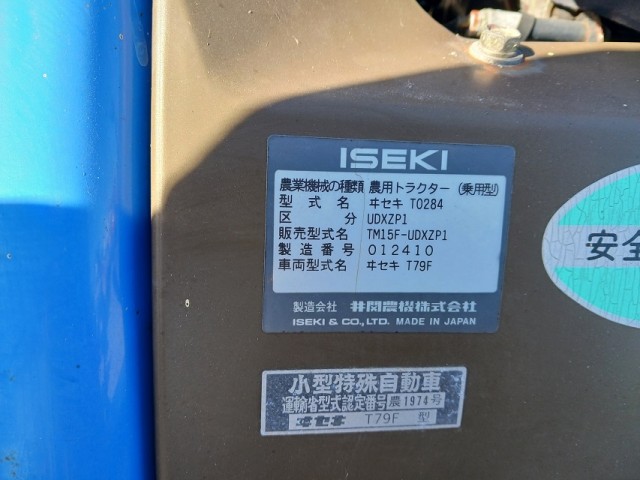 ISEKI
農業機械の種類 農用トラクター (乗用型)
型式名 ヰセキ T0284
区分 UDXZP1
販売型式名 TM15F-UDXZP1
製造番号 012410
車両型式名 ヰセキ T79F
製造会社 井関農機株式会社
ISEKI & CO., LTD. MADE IN JAPAN
安全
小型特殊自動車
運輸省型式認定番号 農1974号
ヰセキ T79F 型